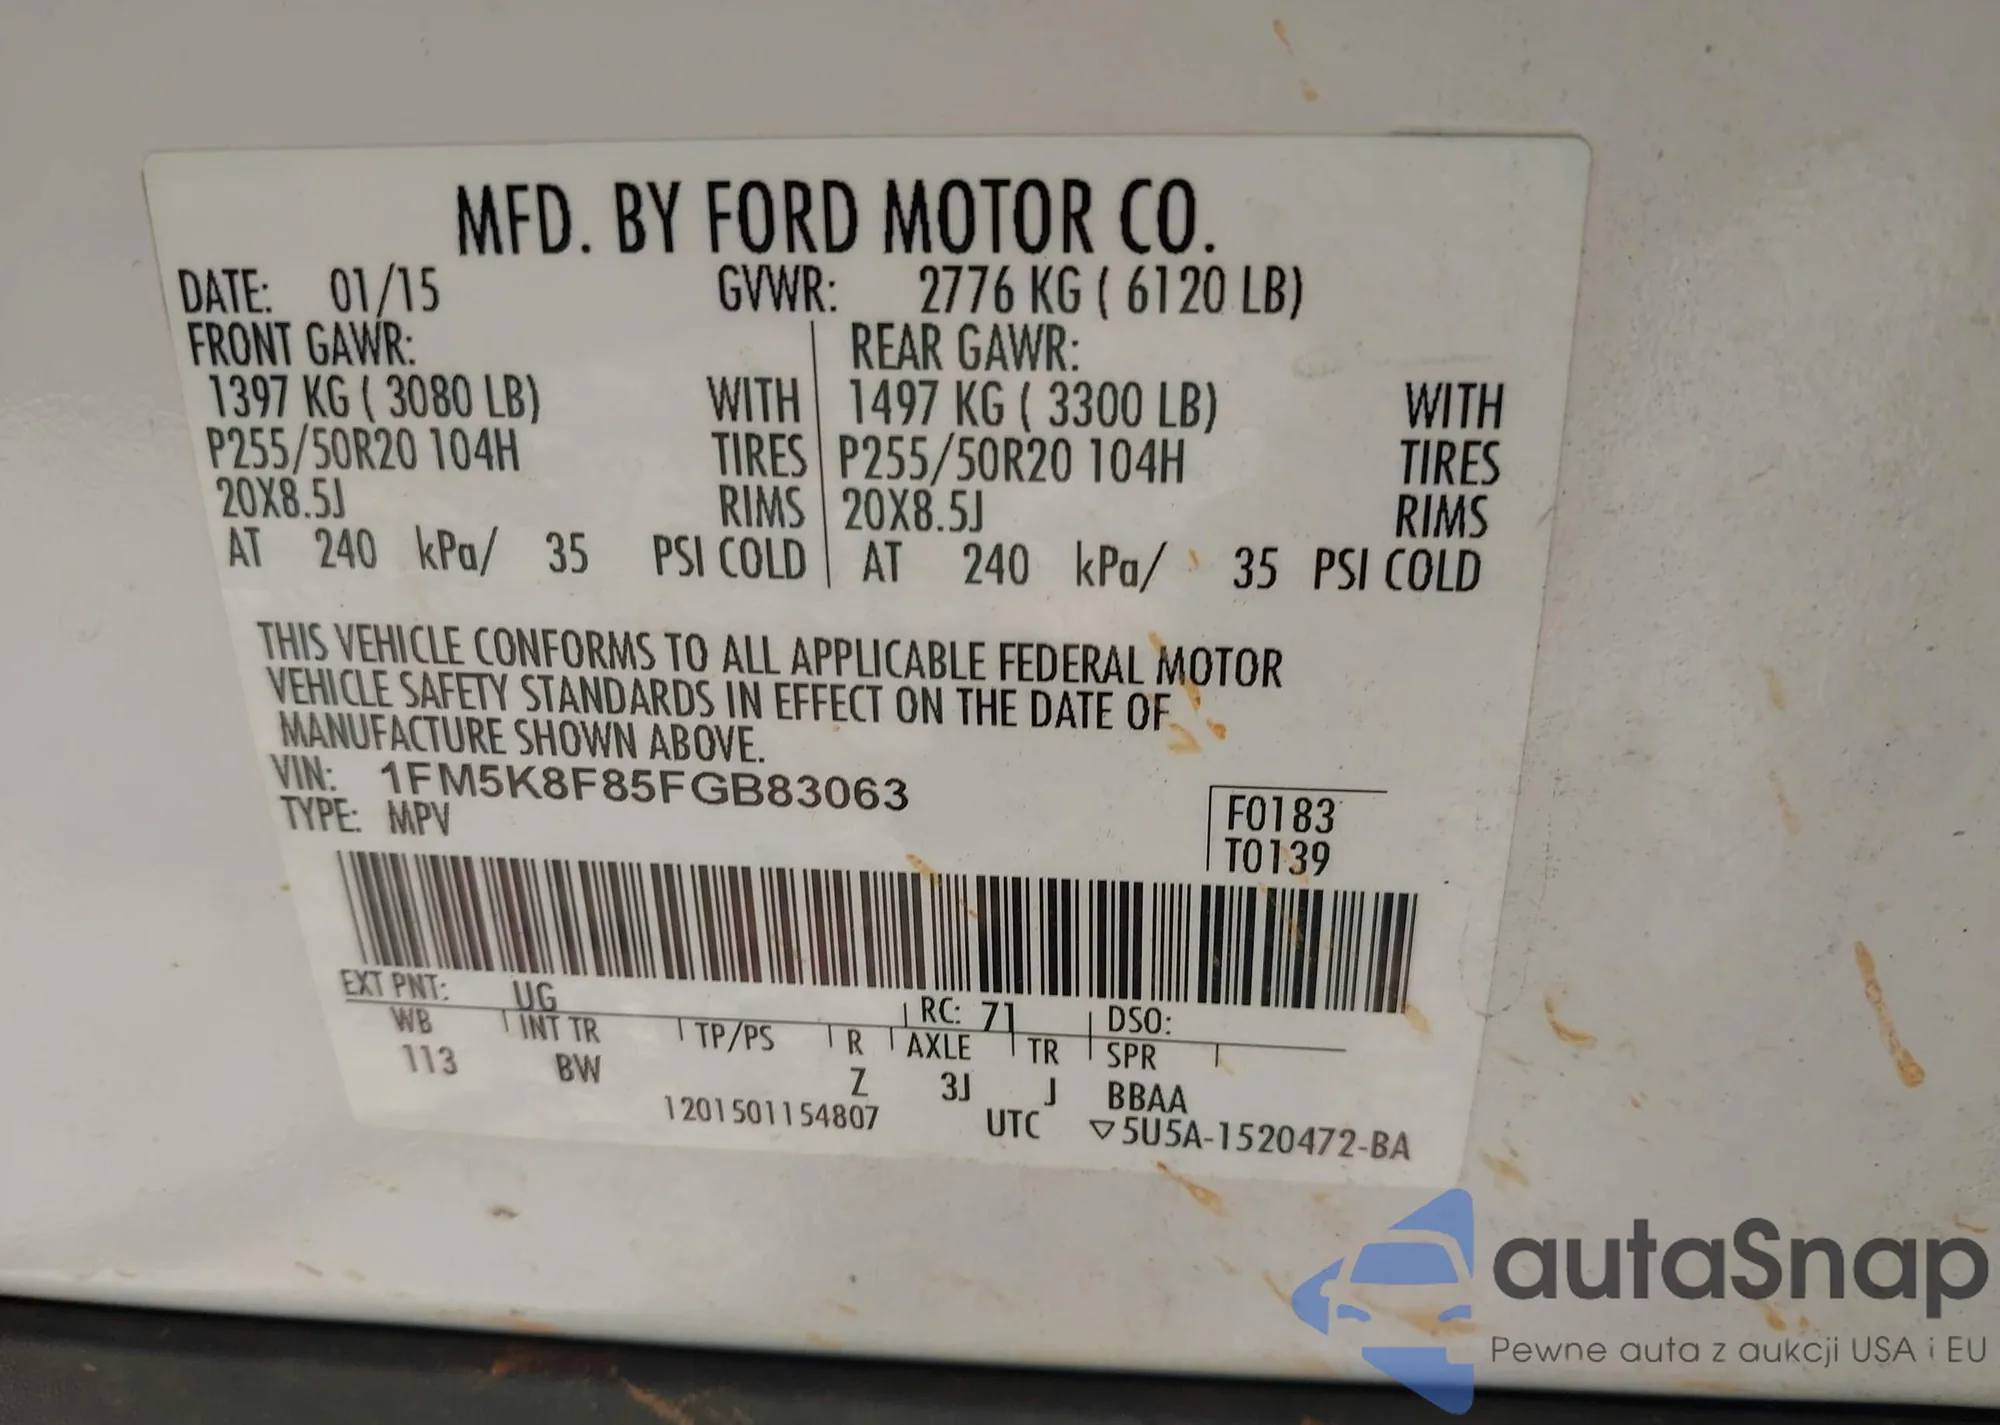 MFD. BY FORD MOTOR CO.
DATE: 01/15 GVWR: 2776 KG ( 6120 LB)
FRONT GAWR: REAR GAWR:
1397 KG ( 3080 LB) WITH 1497 KG ( 3300 LB) WITH
P255/50R20 104H TIRES P255/50R20 104H TIRES
20X8.5J RIMS 20X8.5J RIMS
AT 240 kPa/ 35 PSI COLD AT 240 kPa/ 35 PSI COLD
THIS VEHICLE CONFORMS TO ALL APPLICABLE FEDERAL MOTOR
VEHICLE SAFETY STANDARDS IN EFFECT ON THE DATE OF
MANUFACTURE SHOWN ABOVE.
VIN: 1FM5K8F85FGB83063
TYPE: MPV
F0183
T0139
EXT PNT: UG RC: 71 DSO:
WB INT TR TP/PS R AXLE TR SPR
113 BW Z 3J J BBAA
1201501154807 UTC ▽5U5A-1520472-BA
autaSnap
Pewne auta z aukcji USA i EU